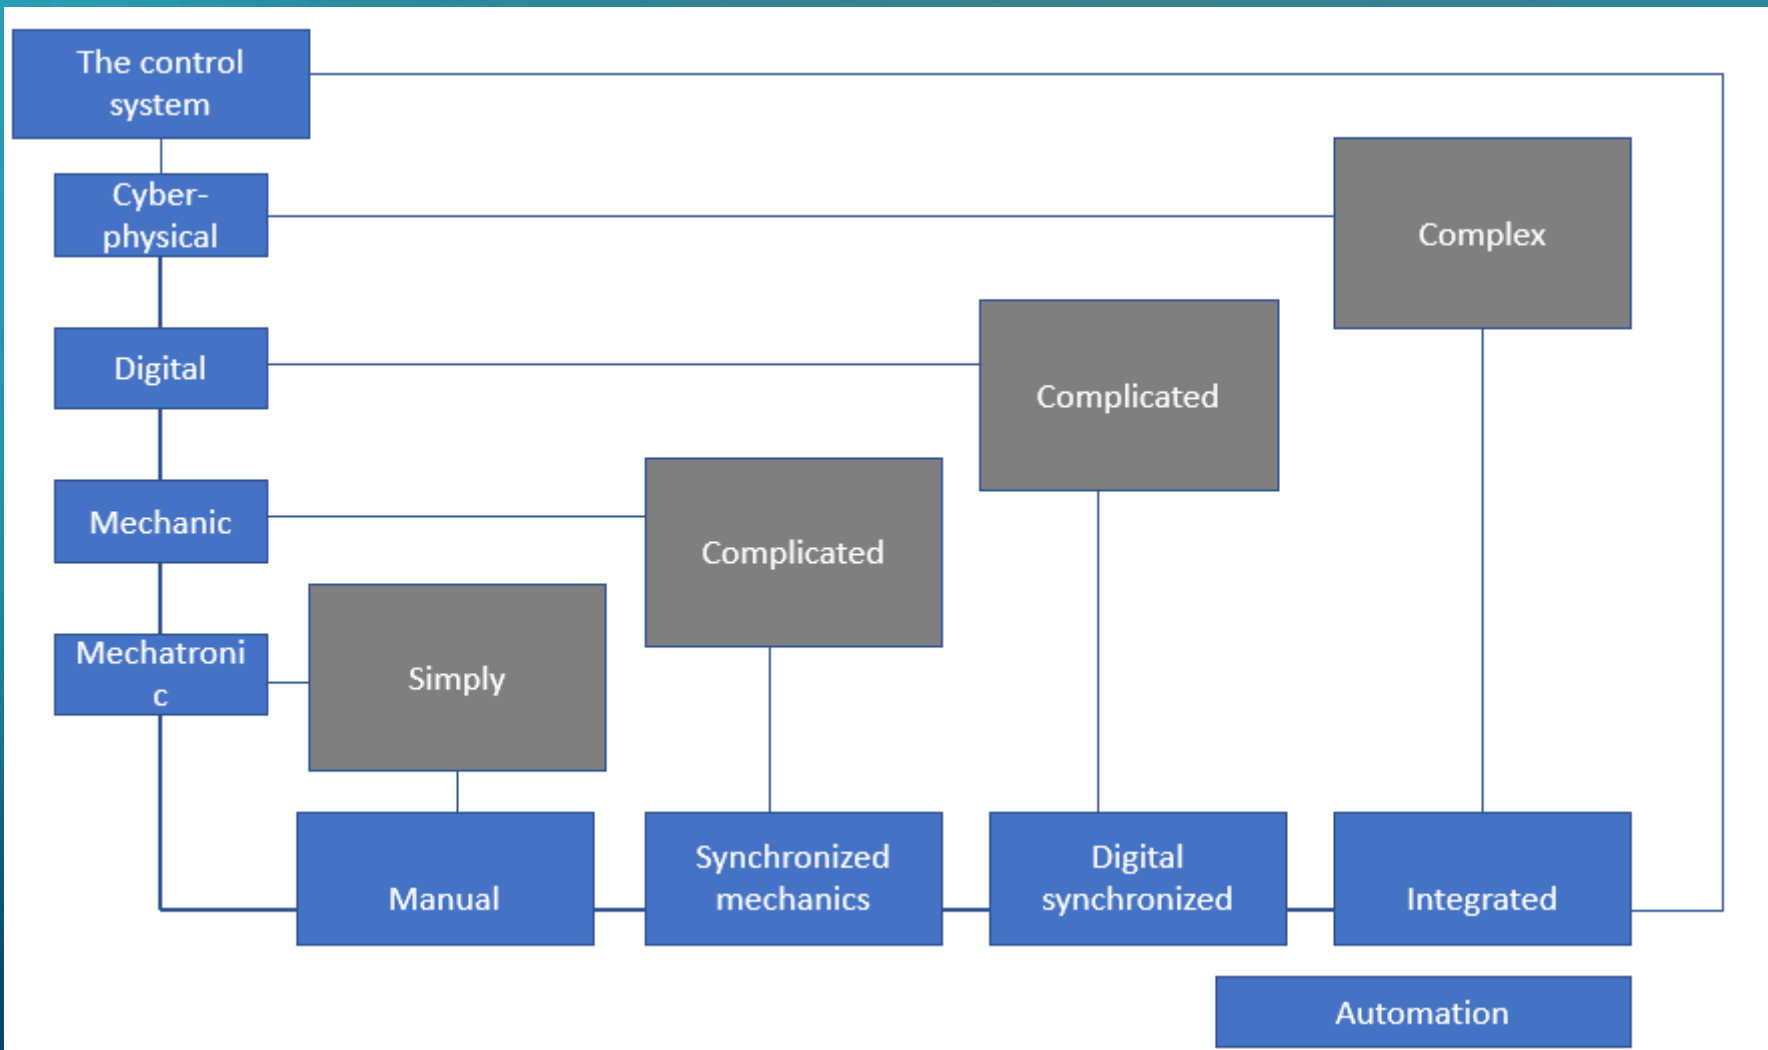 The control
system
Cyber-
physical
Complex
Digital
Complicated
Mechanic
Complicated
Mechatroni
c
Simply
Manual
Synchronized
mechanics
Digital
synchronized
Integrated
Automation